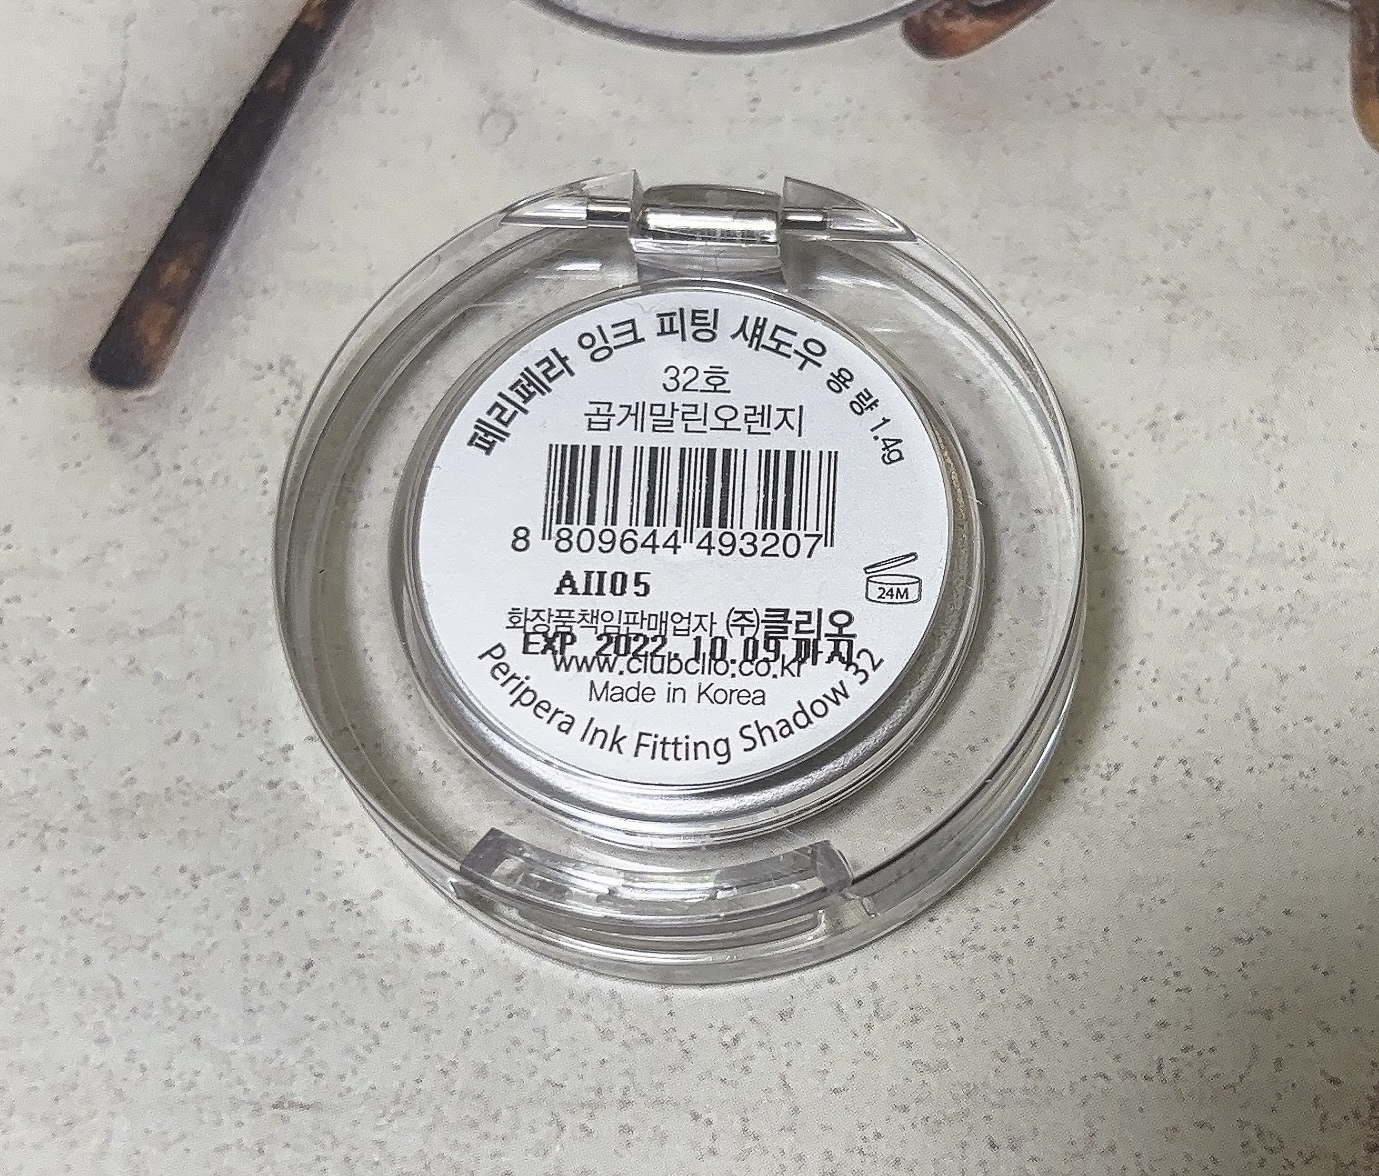 페리페라 잉크 피팅 섀도우 용량 1.4g
32호
곱게말린오렌지
8 809644 493207
AII05
24M
화장품책임판매업자 (주)클리오
EXP 2022.10.09 까지
www.clubclio.co.kr
Made in Korea
Peripera Ink Fitting Shadow 32